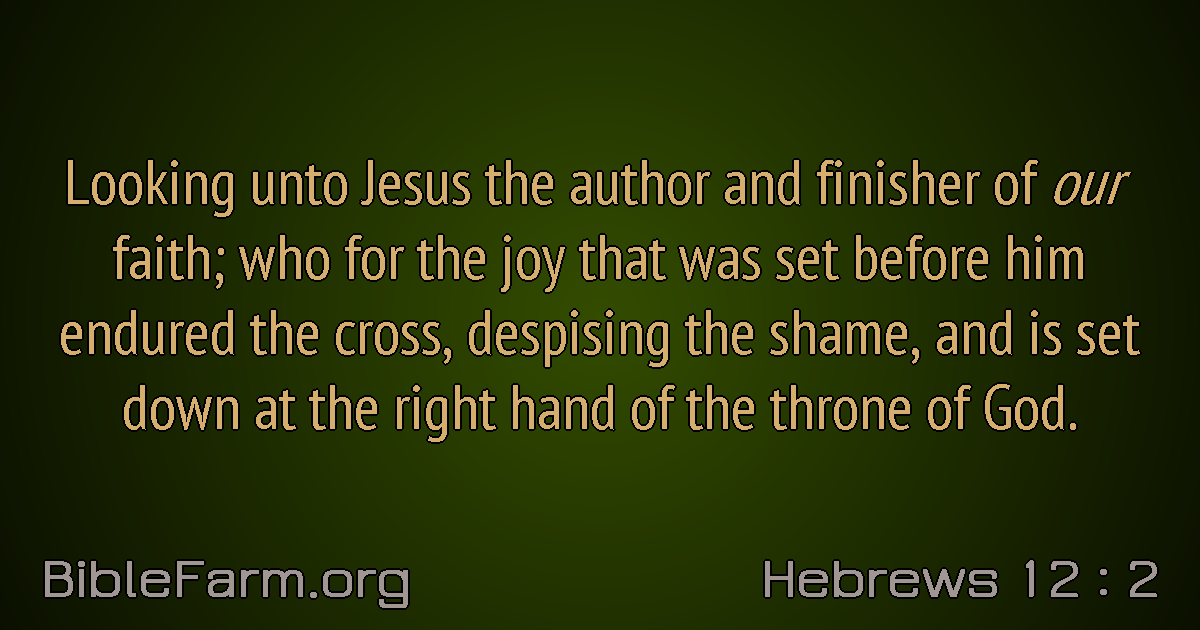 Looking unto Jesus the author and finisher of our
faith; who for the joy that was set before him
endured the cross, despising the shame, and is set
down at the right hand of the throne of God.
BibleFarm.org
Hebrews 12 : 2